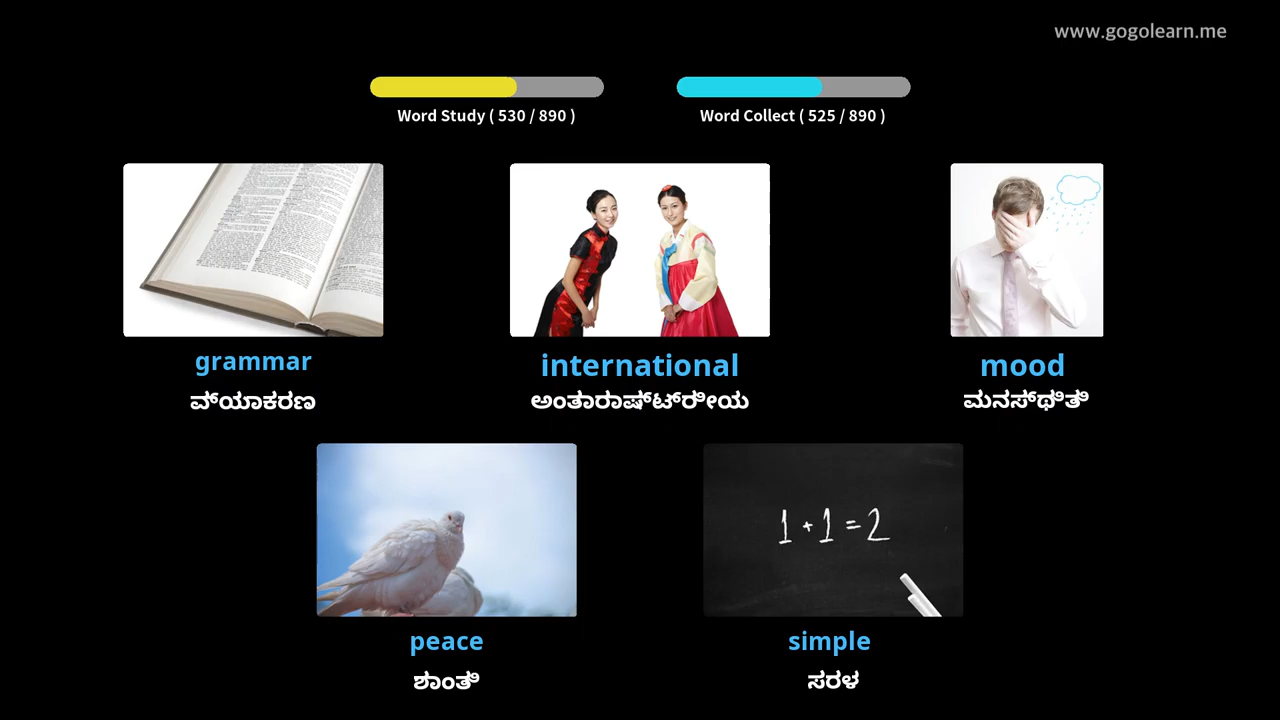 www.gogolearn.me
Word Study ( 530 / 890 )
Word Collect ( 525 / 890 )
grammar
ವ್ಯಾಕರಣ
international
ಅಂತಾರಾಷ್ಟ್ರೀಯ
mood
ಮನಸ್ಥಿತಿ
1 + 1 = 2
peace
ಶಾಂತಿ
simple
ಸರಳ